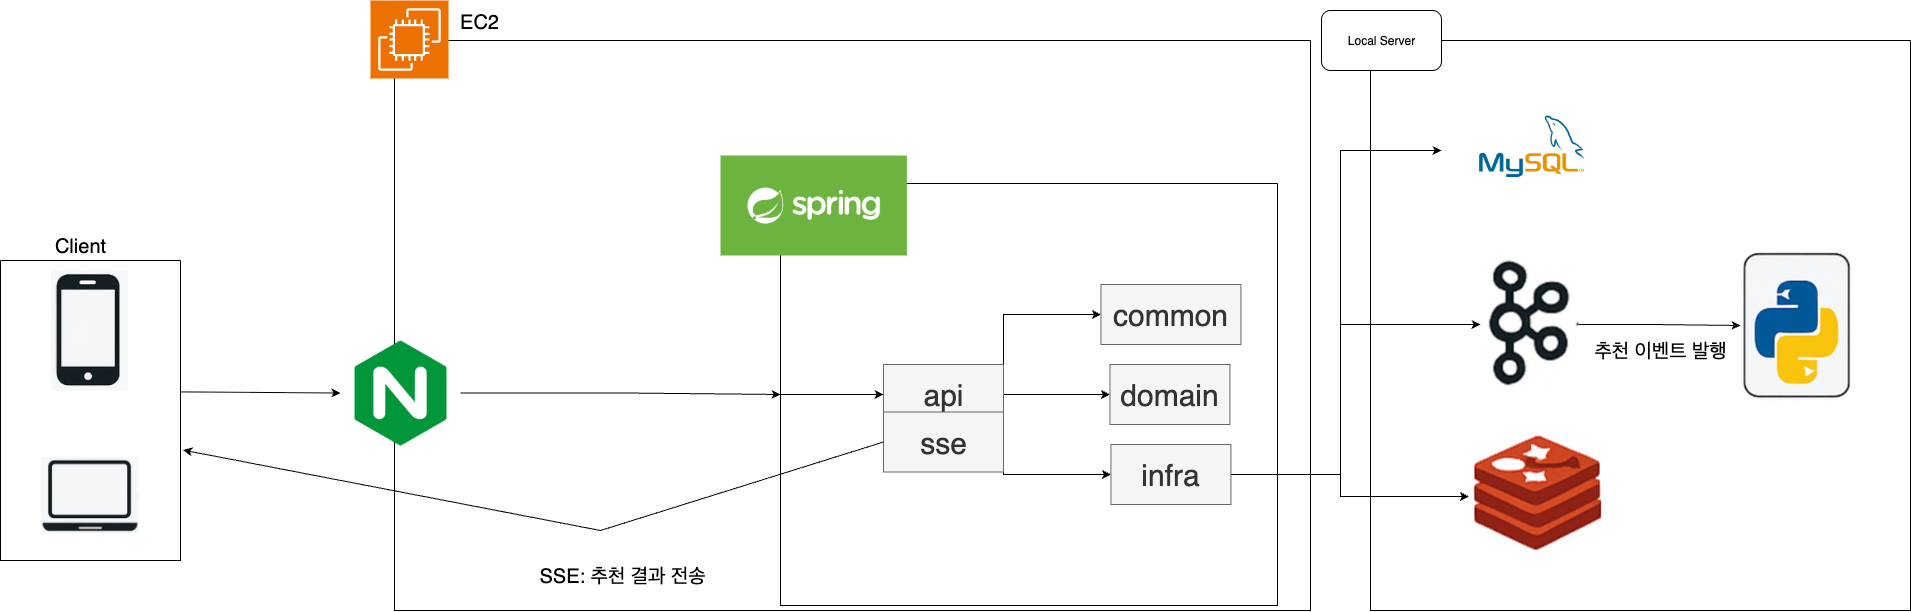 EC2
Local Server
MySQL
spring
Client
common
N
추천 이벤트 발행
api
domain
sse
infra
SSE: 추천 결과 전송